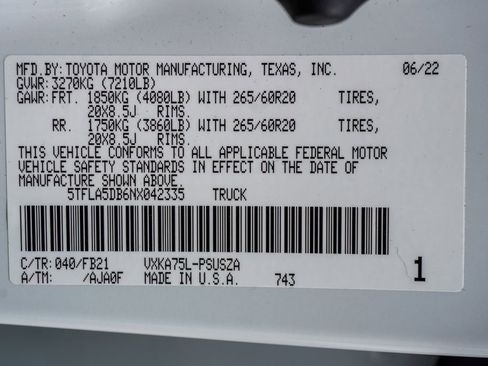 MFD.BY:TOYOTA MOTOR MANUFACTURING, TEXAS, INC. 06/22
GVWR: 3270KG (7210LB)
GAWR:FRT. 1850KG (4080LB) WITH 265/60R20 TIRES,
20X8.5J RIMS.
RR. 1750KG (3860LB) WITH 265/60R20 TIRES,
20X8.5J RIMS.
THIS VEHICLE CONFORMS TO ALL APPLICABLE FEDERAL MOTOR
VEHICLE SAFETY STANDARDS IN EFFECT ON THE DATE OF
MANUFACTURE SHOWN ABOVE.
5TFLA5DB6NX042335 TRUCK
C/TR: 040/FB21 VXKA75L-PSUSZA
A/TM: /AJA0F MADE IN U.S.A. 743 1